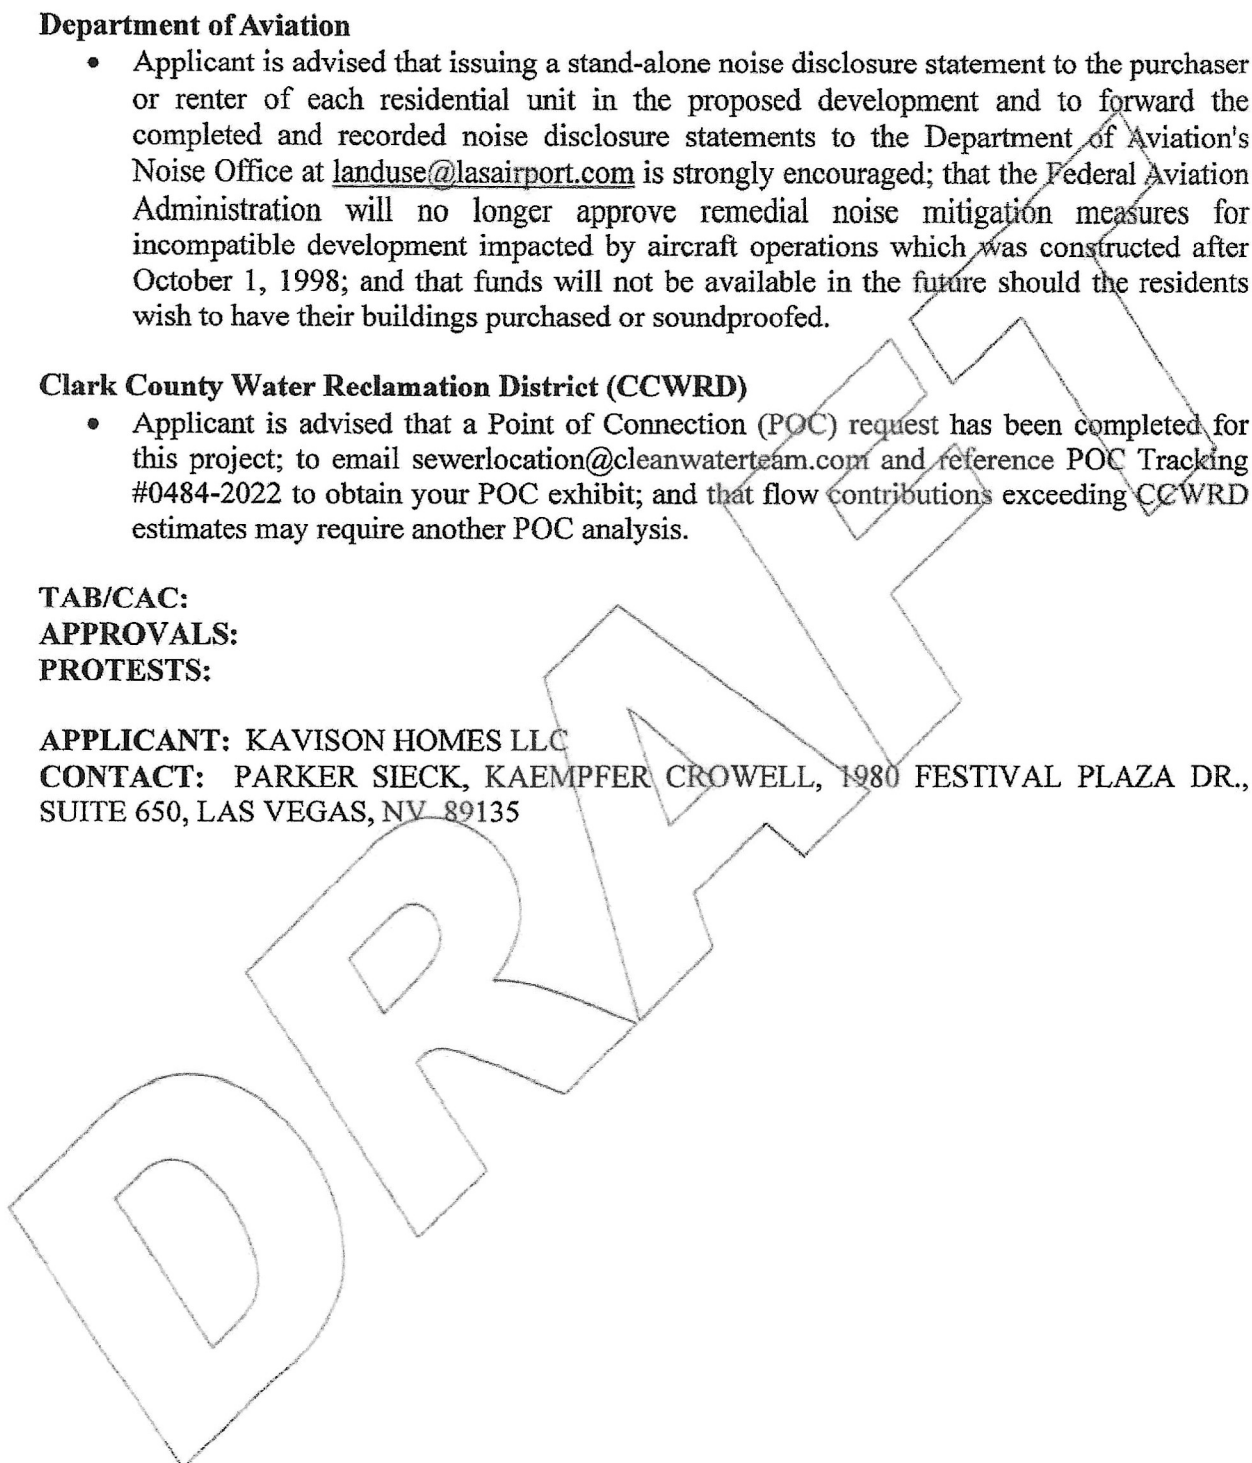 Department of Aviation
• Applicant is advised that issuing a stand-alone noise disclosure statement to the purchaser
or renter of each residential unit in the proposed development and to forward the
completed and recorded noise disclosure statements to the Department of Aviation's
Noise Office at landuse@lasairport.com is strongly encouraged; that the Federal Aviation
Administration will no longer approve remedial noise mitigation measures for
incompatible development impacted by aircraft operations which was constructed after
October 1, 1998; and that funds will not be available in the future should the residents
wish to have their buildings purchased or soundproofed.
Clark County Water Reclamation District (CCWRD)
• Applicant is advised that a Point of Connection (POC) request has been completed for
this project; to email sewerlocation@cleanwaterteam.com and reference POC Tracking
#0484-2022 to obtain your POC exhibit; and that flow contributions exceeding CCWRD
estimates may require another POC analysis.
TAB/CAC:
APPROVALS:
PROTESTS:
APPLICANT: KAVISON HOMES LLC
CONTACT: PARKER SIECK, KAEMPFER CROWELL, 1980 FESTIVAL PLAZA DR.,
SUITE 650, LAS VEGAS, NV 89135
DRAFT